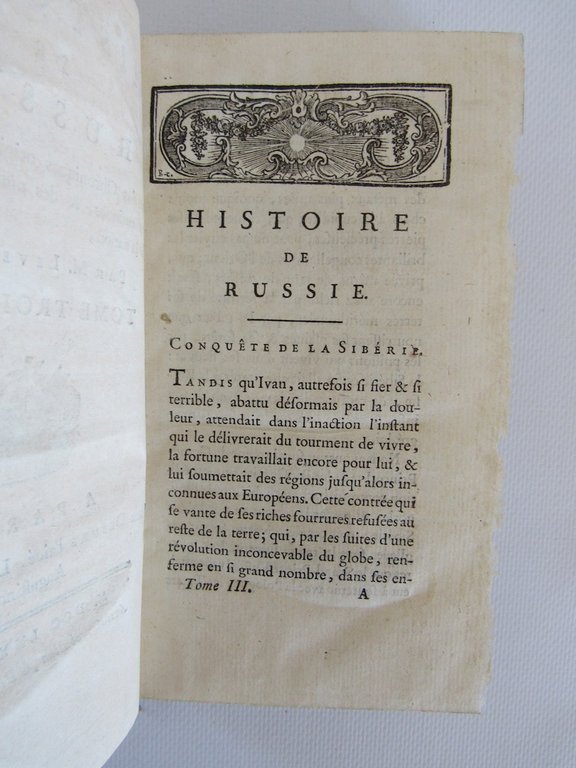 HISTOIRE
DE
RUSSIE.
CONQUÊTE DE LA SIBÉRIE.
TANDIS qu'Ivan, autrefois si fier & si
terrible, abattu désormais par la dou-
leur, attendait dans l'inaction l'instant
qui le délivrerait du tourment de vivre,
la fortune travaillait encore pour lui, &
lui soumettait des régions jusqu'alors in-
connues aux Européens. Cette contrée qui
se vante de ses riches fourrures refusées au
reste de la terre; qui, par les suites d'une
révolution inconcevable du globe, ren-
ferme en si grand nombre, dans ses en-
Tome III. A